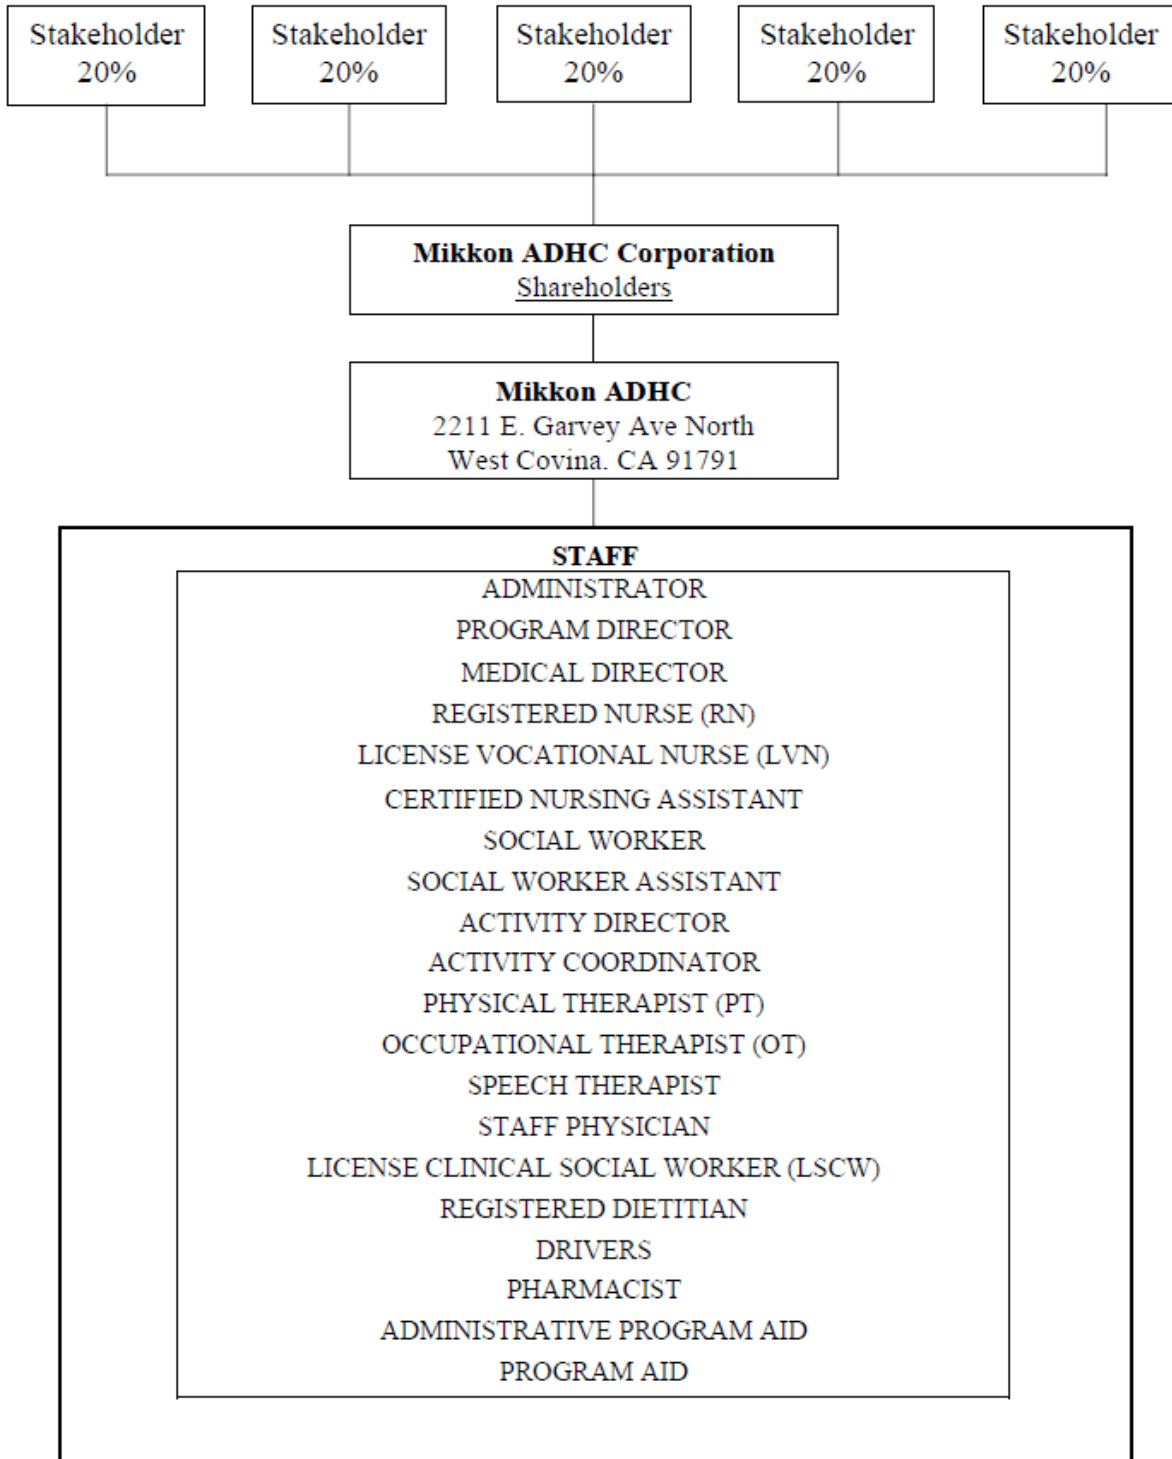 Stakeholder
20%
Stakeholder
20%
Stakeholder
20%
Stakeholder
20%
Stakeholder
20%
Mikkon ADHC Corporation
Shareholders
Mikkon ADHC
2211 E. Garvey Ave North
West Covina. CA 91791
STAFF
ADMINISTRATOR
PROGRAM DIRECTOR
MEDICAL DIRECTOR
REGISTERED NURSE (RN)
LICENSE VOCATIONAL NURSE (LVN)
CERTIFIED NURSING ASSISTANT
SOCIAL WORKER
SOCIAL WORKER ASSISTANT
ACTIVITY DIRECTOR
ACTIVITY COORDINATOR
PHYSICAL THERAPIST (PT)
OCCUPATIONAL THERAPIST (OT)
SPEECH THERAPIST
STAFF PHYSICIAN
LICENSE CLINICAL SOCIAL WORKER (LSCW)
REGISTERED DIETITIAN
DRIVERS
PHARMACIST
ADMINISTRATIVE PROGRAM AID
PROGRAM AID